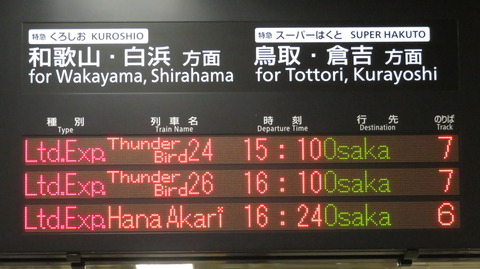 特急 くろしお KUROSHIO
和歌山・白浜 方面
for Wakayama, Shirahama
特急 スーパーはくと SUPER HAKUTO
鳥取・倉吉 方面
for Tottori, Kurayoshi
種別 列車名 時刻 行先 のりば
Type Train Name Departure Time Destination Track
Ltd.Exp. Thunder Bird 24 15:10 Osaka 7
Ltd.Exp. Thunder Bird 26 16:10 Osaka 7
Ltd.Exp. Hana Akari 16:24 Osaka 6